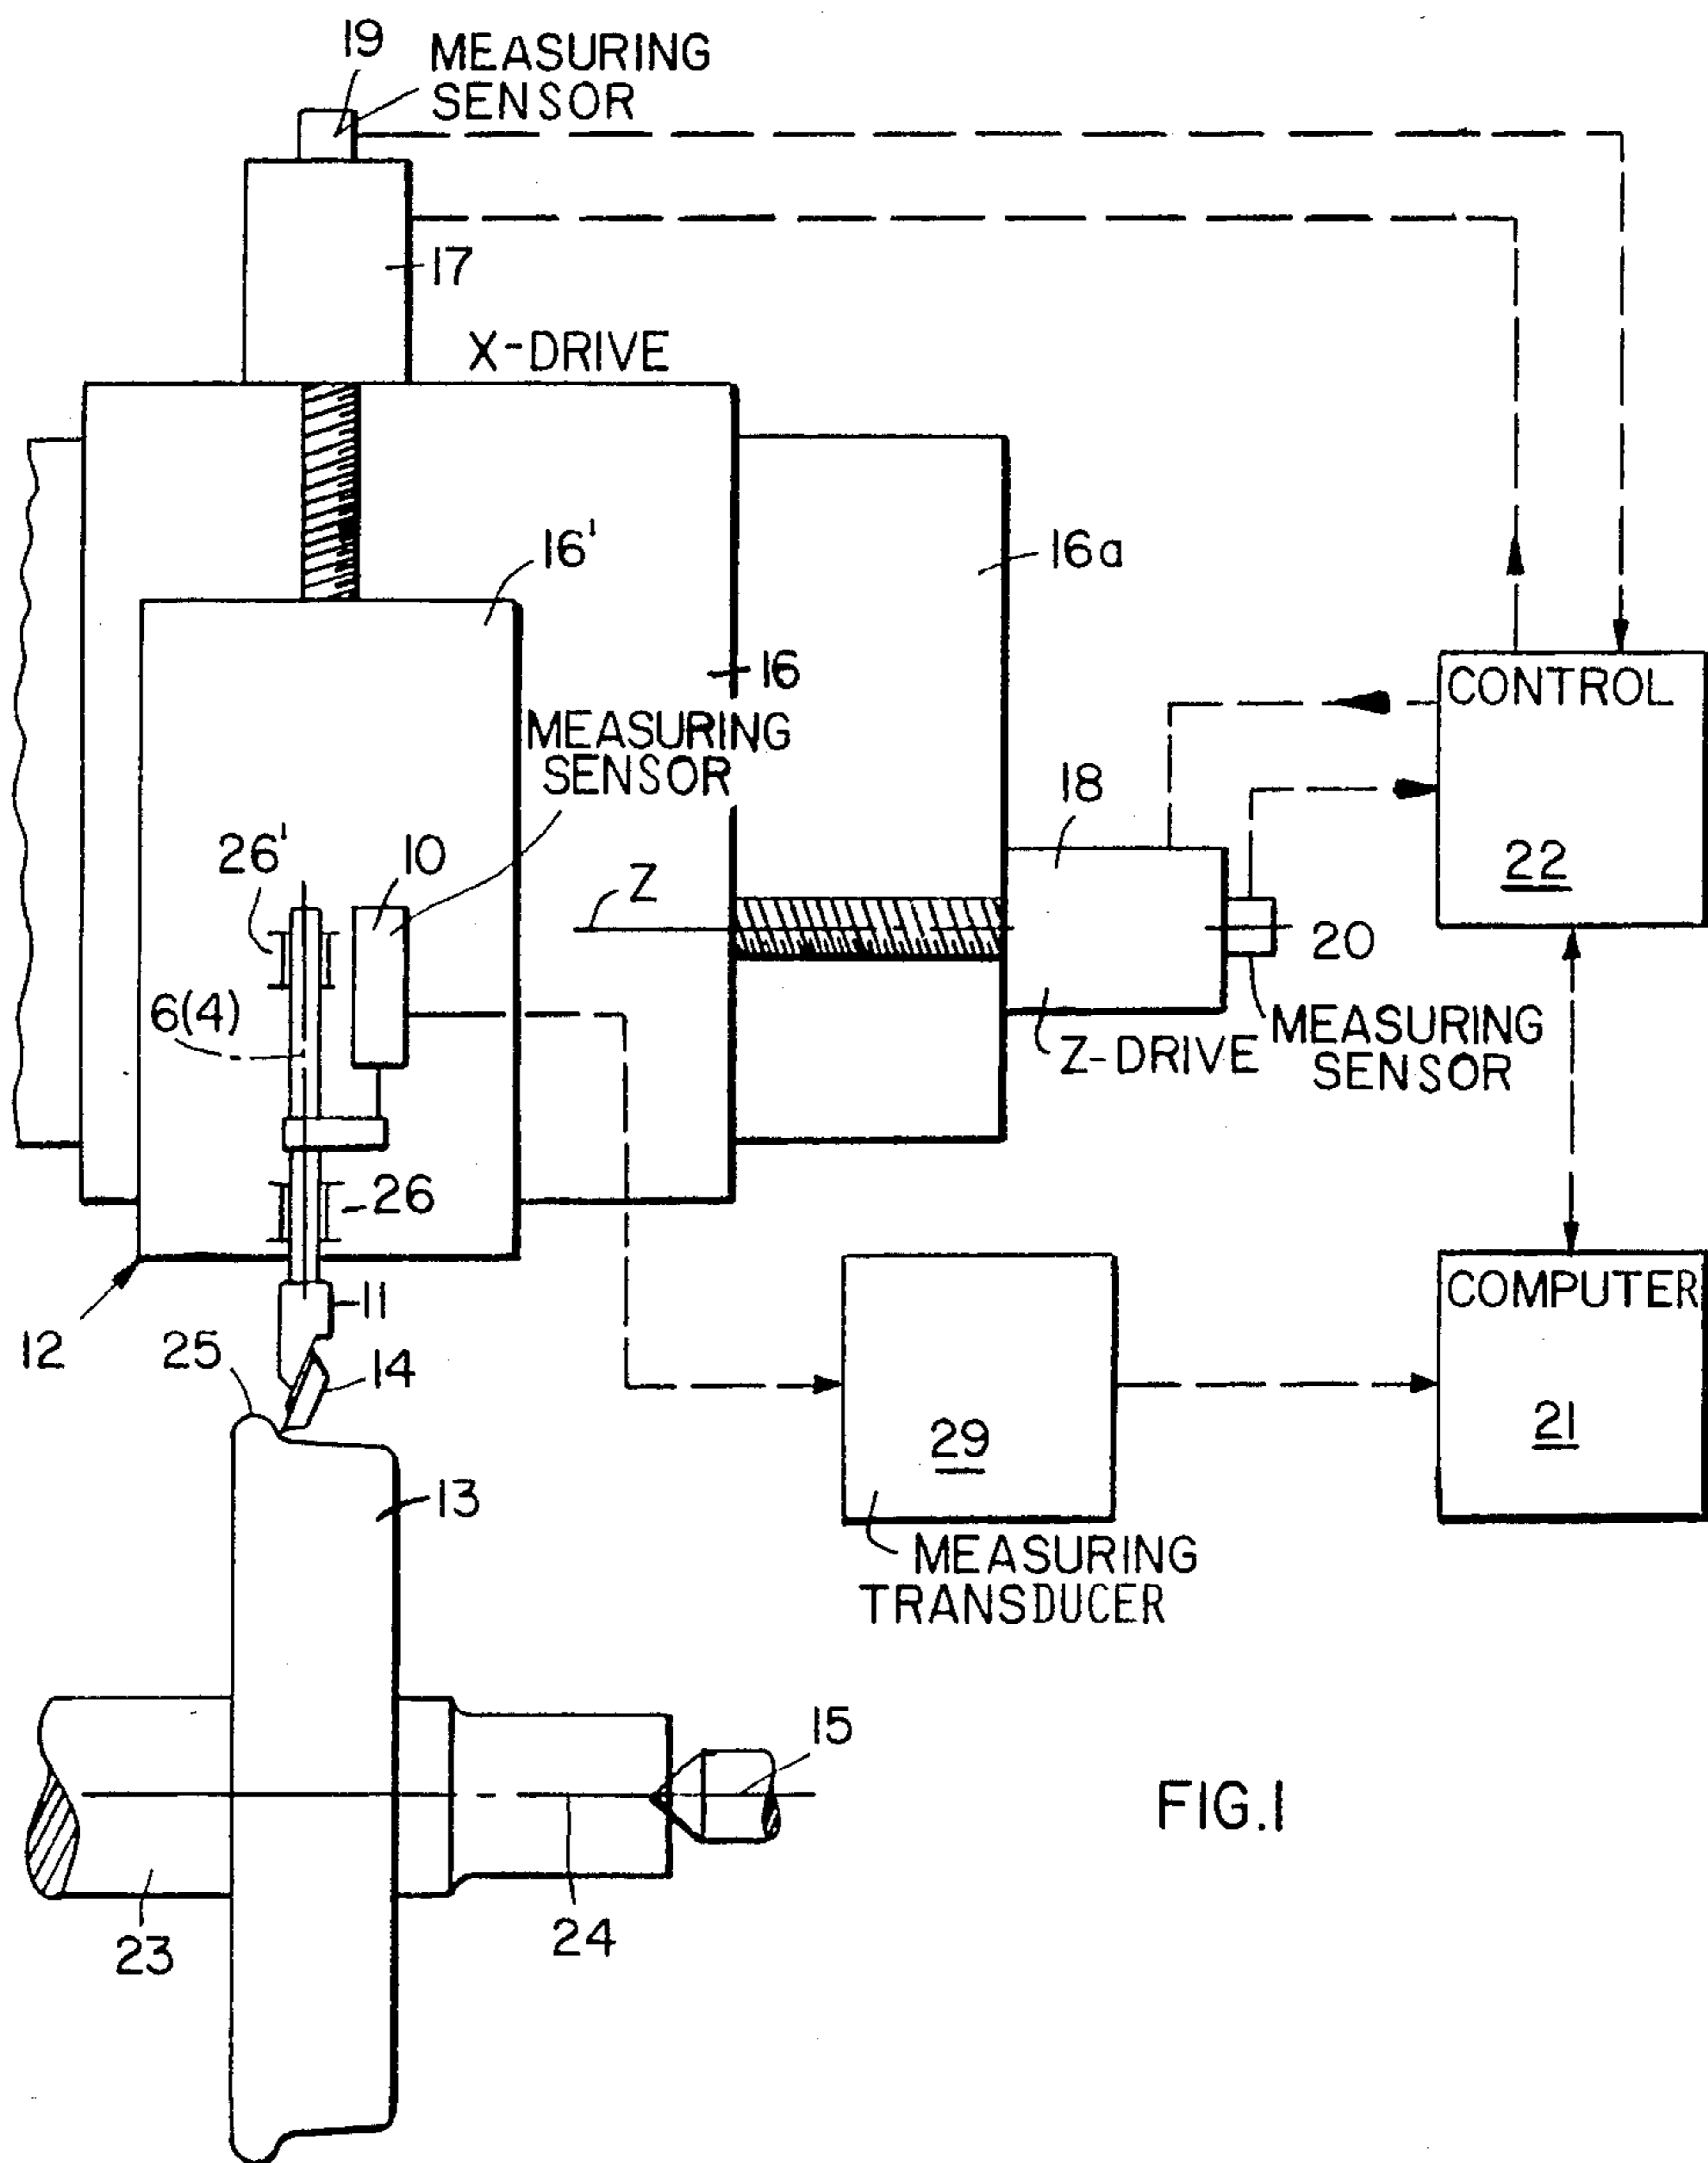 19
MEASURING
SENSOR
17
X-DRIVE
16'
16a
16
CONTROL
22
MEASURING
SENSOR
18
26'
10
Z
20
6(4)
Z-DRIVE
MEASURING
SENSOR
26
11
12
25
14
COMPUTER
21
29
13
MEASURING
TRANSDUCER
15
FIG.1
24
23